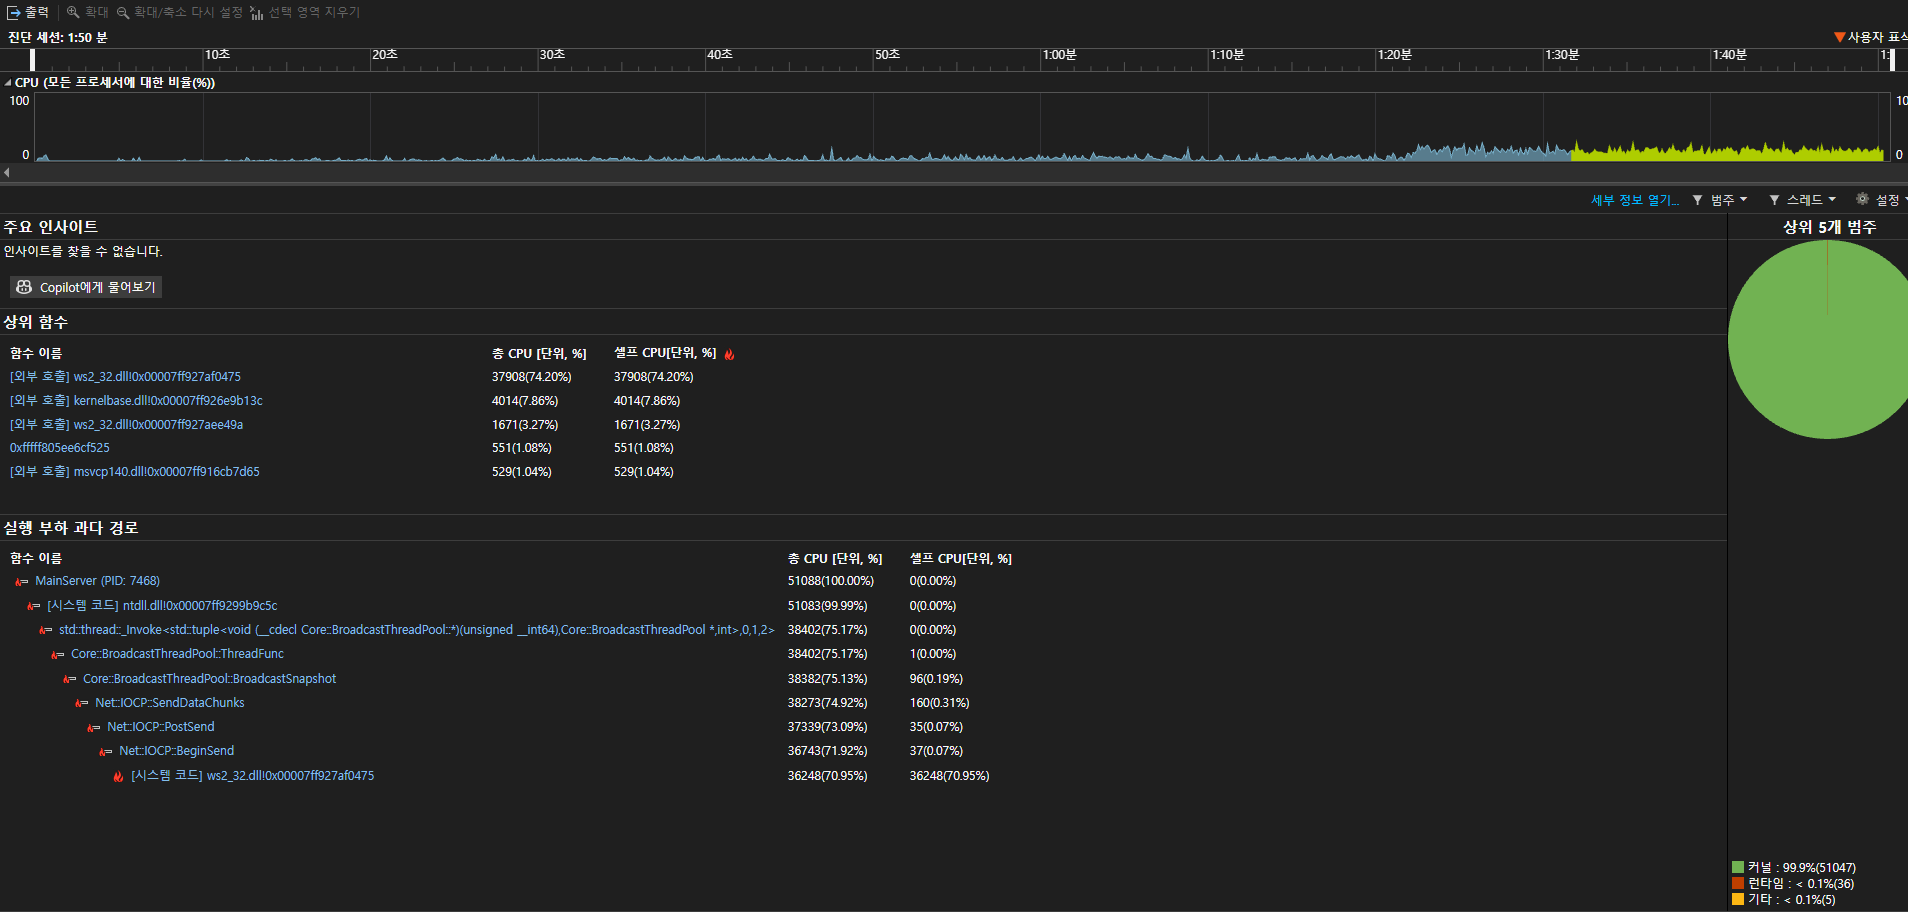 출력 확대 확대/축소 다시 설정 선택 영역 지우기
진단 세션: 1:50 분
사용자 표식
10초 20초 30초 40초 50초 1:00분 1:10분 1:20분 1:30분 1:40분 1:
CPU (모든 프로세서에 대한 비율(%))
100 10
0 0
세부 정보 열기... 범주 스레드 설정
주요 인사이트
상위 5개 범주
인사이트를 찾을 수 없습니다.
Copilot에게 물어보기
상위 함수
함수 이름 총 CPU [단위, %] 셀프 CPU[단위, %]
[외부 호출] ws2_32.dll!0x00007ff927af0475 37908(74.20%) 37908(74.20%)
[외부 호출] kernelbase.dll!0x00007ff926e9b13c 4014(7.86%) 4014(7.86%)
[외부 호출] ws2_32.dll!0x00007ff927aee49a 1671(3.27%) 1671(3.27%)
0xfffff805ee6cf525 551(1.08%) 551(1.08%)
[외부 호출] msvcp140.dll!0x00007ff916cb7d65 529(1.04%) 529(1.04%)
실행 부하 과다 경로
함수 이름 총 CPU [단위, %] 셀프 CPU[단위, %]
MainServer (PID: 7468) 51088(100.00%) 0(0.00%)
[시스템 코드] ntdll.dll!0x00007ff9299b9c5c 51083(99.99%) 0(0.00%)
std::thread::_Invoke<std::tuple<void (__cdecl Core::BroadcastThreadPool::*)(unsigned __int64),Core::BroadcastThreadPool *,int>,0,1,2> 38402(75.17%) 0(0.00%)
Core::BroadcastThreadPool::ThreadFunc 38402(75.17%) 1(0.00%)
Core::BroadcastThreadPool::BroadcastSnapshot 38382(75.13%) 96(0.19%)
Net::IOCP::SendDataChunks 38273(74.92%) 160(0.31%)
Net::IOCP::PostSend 37339(73.09%) 35(0.07%)
Net::IOCP::BeginSend 36743(71.92%) 37(0.07%)
[시스템 코드] ws2_32.dll!0x00007ff927af0475 36248(70.95%) 36248(70.95%)
커널 : 99.9%(51047)
런타임 : < 0.1%(36)
기타 : < 0.1%(5)